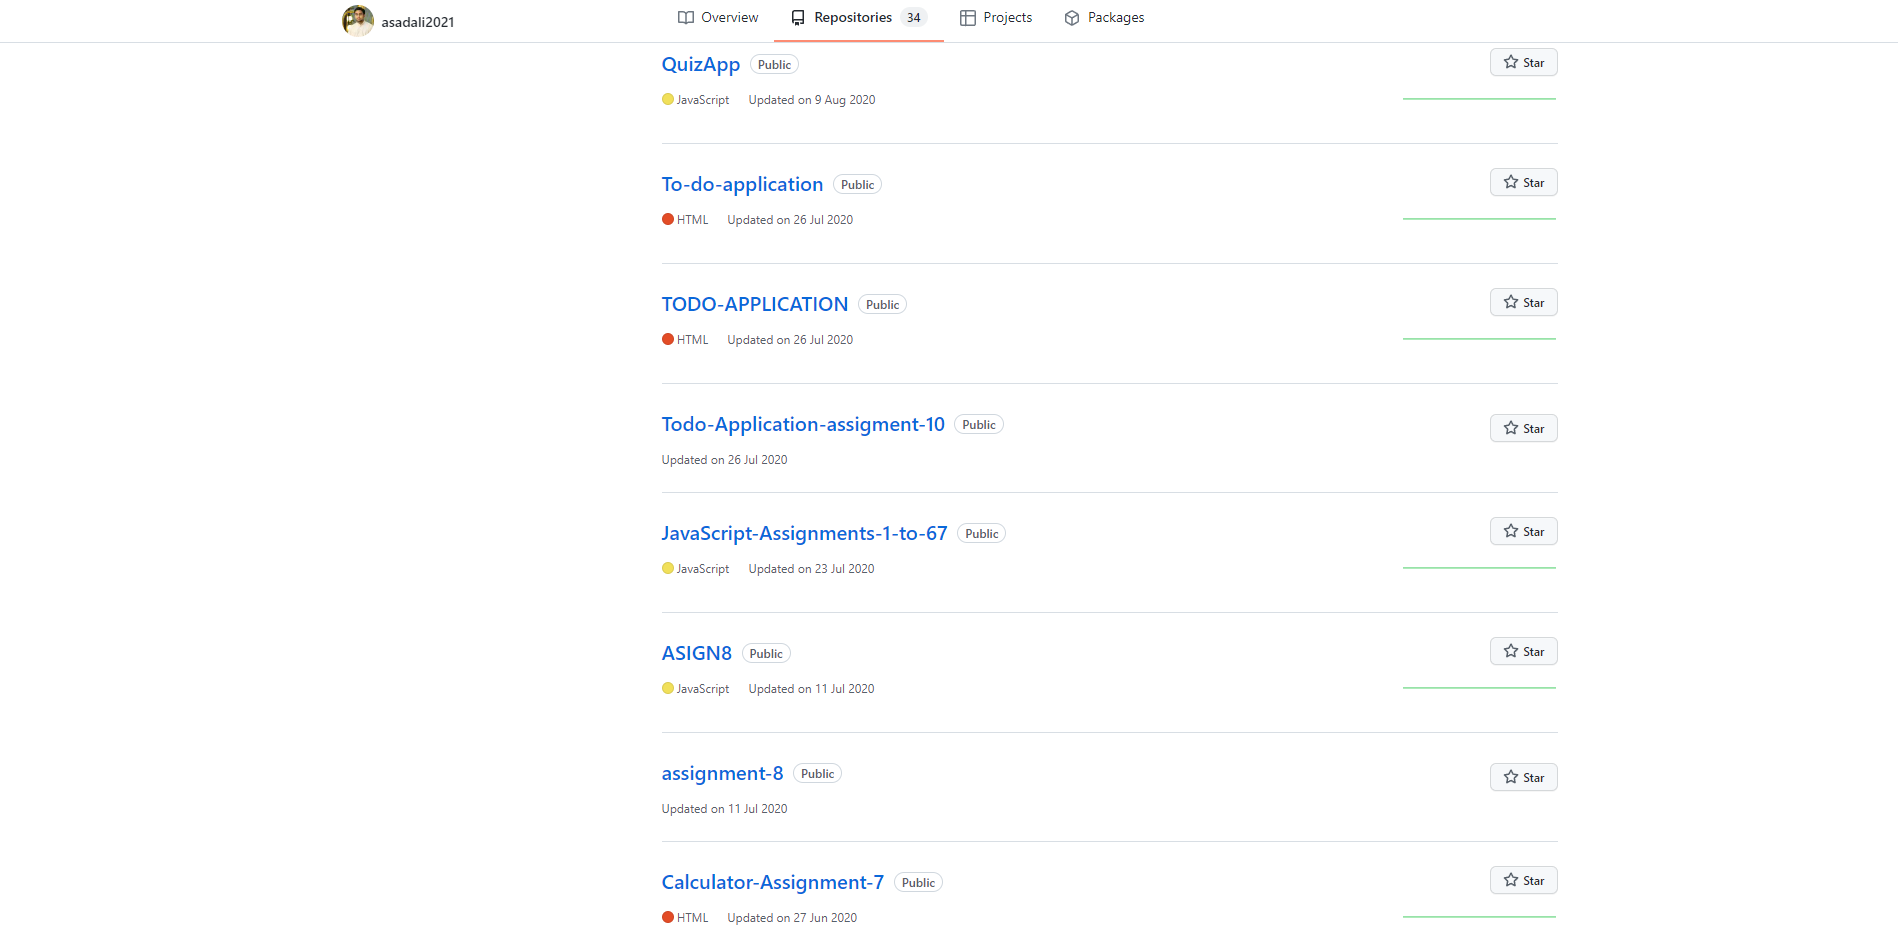 asadali2021
Overview Repositories 34 Projects Packages
QuizApp Public Star
JavaScript Updated on 9 Aug 2020
To-do-application Public Star
HTML Updated on 26 Jul 2020
TODO-APPLICATION Public Star
HTML Updated on 26 Jul 2020
Todo-Application-assigment-10 Public Star
Updated on 26 Jul 2020
JavaScript-Assignments-1-to-67 Public Star
JavaScript Updated on 23 Jul 2020
ASIGN8 Public Star
JavaScript Updated on 11 Jul 2020
assignment-8 Public Star
Updated on 11 Jul 2020
Calculator-Assignment-7 Public Star
HTML Updated on 27 Jun 2020